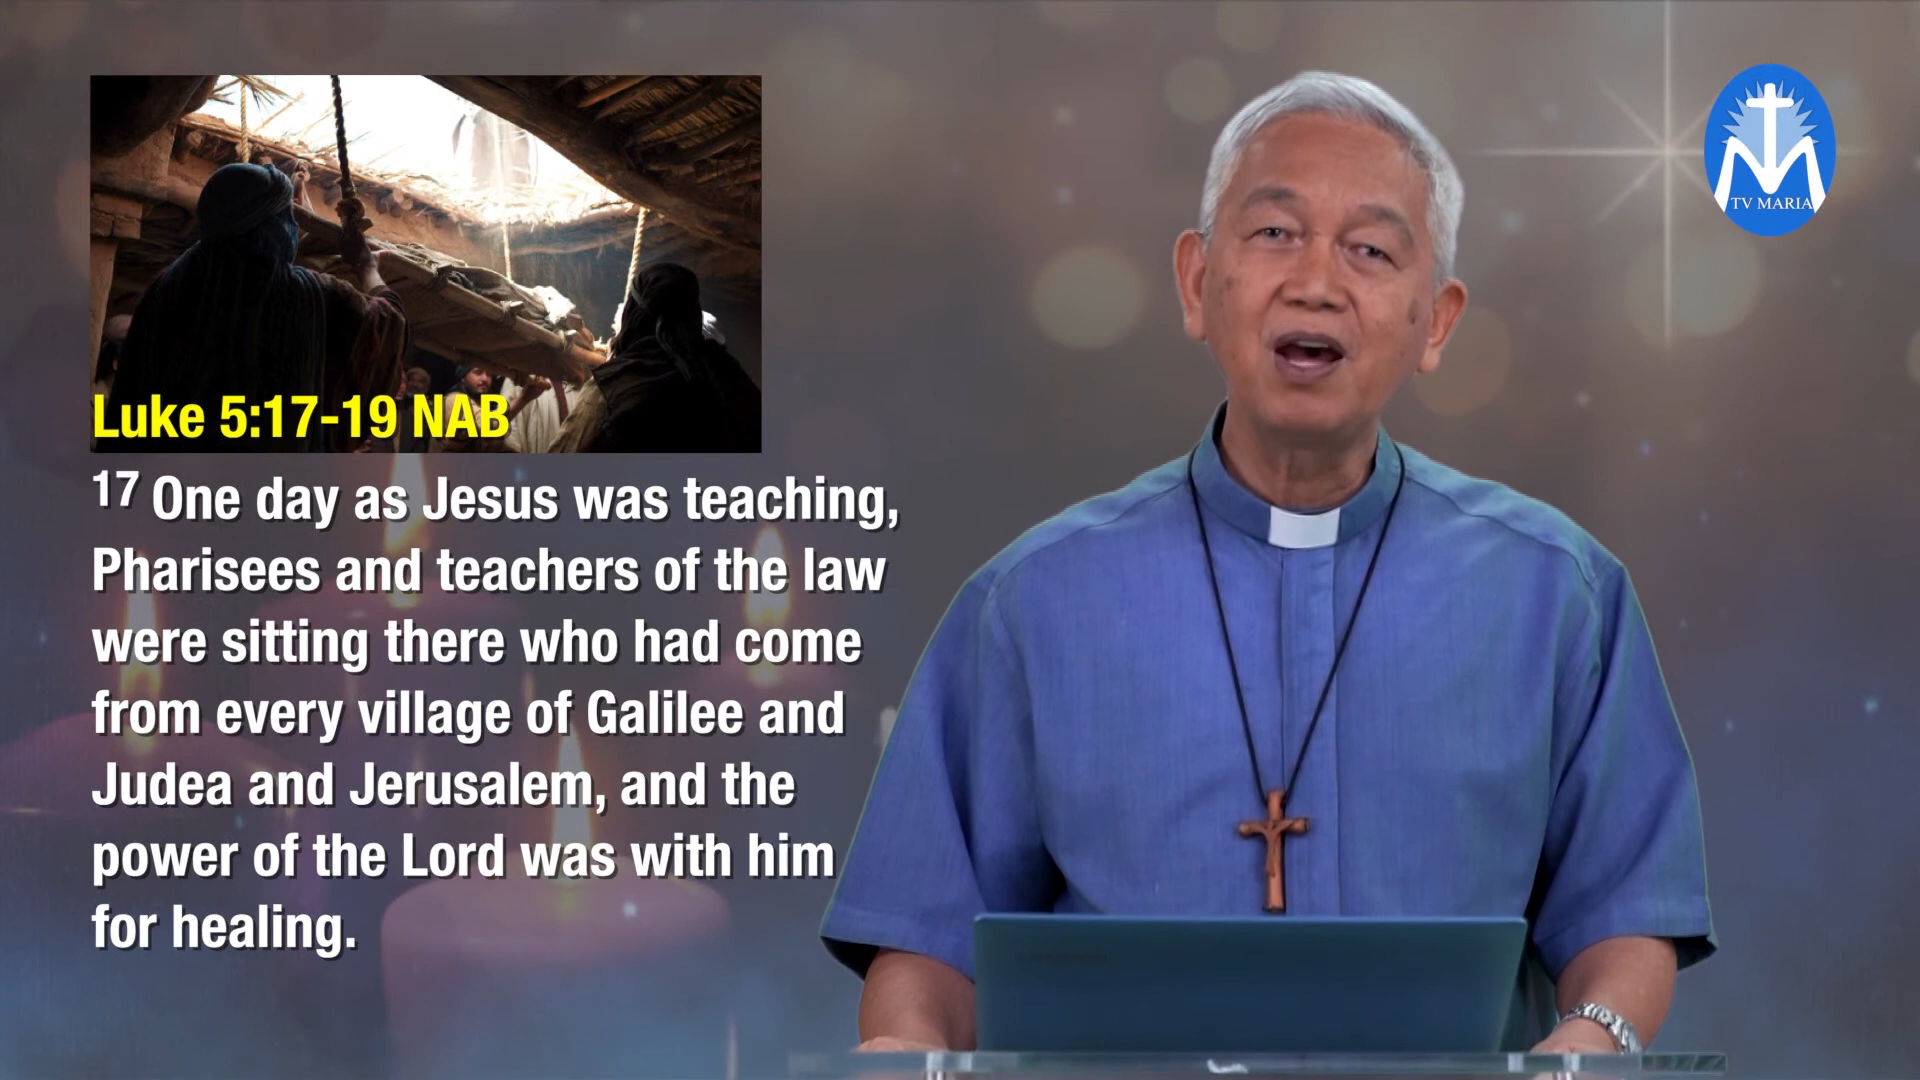 Luke 5:17-19 NAB
17 One day as Jesus was teaching,
Pharisees and teachers of the law
were sitting there who had come
from every village of Galilee and
Judea and Jerusalem, and the
power of the Lord was with him
for healing.
TV MARIA